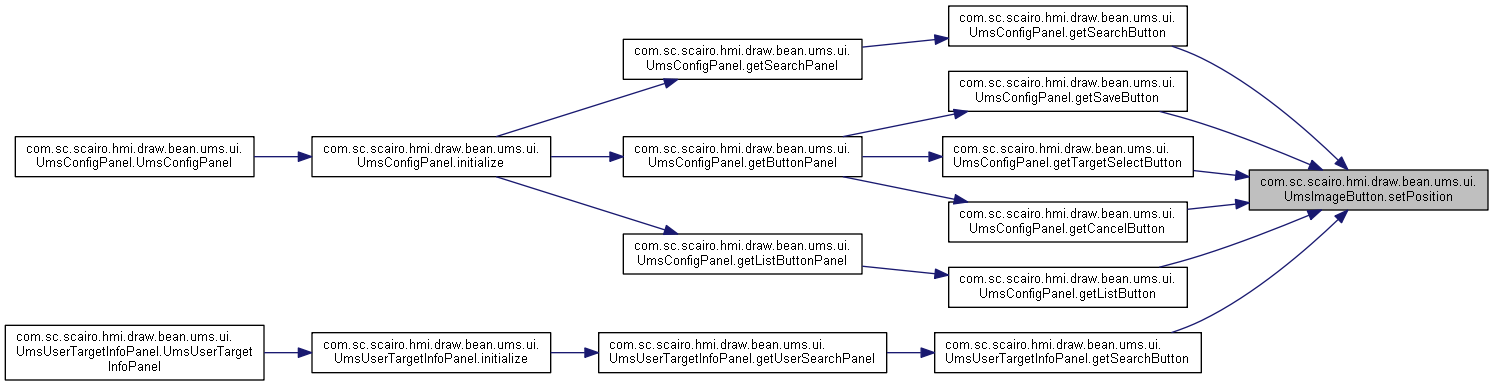 com.sc.scairo.hmi.draw.bean.ums.ui.
UmsConfigPanel.getSearchButton
com.sc.scairo.hmi.draw.bean.ums.ui.
UmsConfigPanel.getSearchPanel
com.sc.scairo.hmi.draw.bean.ums.ui.
UmsConfigPanel.getSaveButton
com.sc.scairo.hmi.draw.bean.ums.ui.
UmsConfigPanel.UmsConfigPanel
com.sc.scairo.hmi.draw.bean.ums.ui.
UmsConfigPanel.initialize
com.sc.scairo.hmi.draw.bean.ums.ui.
UmsConfigPanel.getButtonPanel
com.sc.scairo.hmi.draw.bean.ums.ui.
UmsConfigPanel.getTargetSelectButton
com.sc.scairo.hmi.draw.bean.ums.ui.
UmsImageButton.setPosition
com.sc.scairo.hmi.draw.bean.ums.ui.
UmsConfigPanel.getCancelButton
com.sc.scairo.hmi.draw.bean.ums.ui.
UmsConfigPanel.getListButtonPanel
com.sc.scairo.hmi.draw.bean.ums.ui.
UmsConfigPanel.getListButton
com.sc.scairo.hmi.draw.bean.ums.ui.
UmsUserTargetInfoPanel.UmsUserTarget
InfoPanel
com.sc.scairo.hmi.draw.bean.ums.ui.
UmsUserTargetInfoPanel.initialize
com.sc.scairo.hmi.draw.bean.ums.ui.
UmsUserTargetInfoPanel.getUserSearchPanel
com.sc.scairo.hmi.draw.bean.ums.ui.
UmsUserTargetInfoPanel.getSearchButton